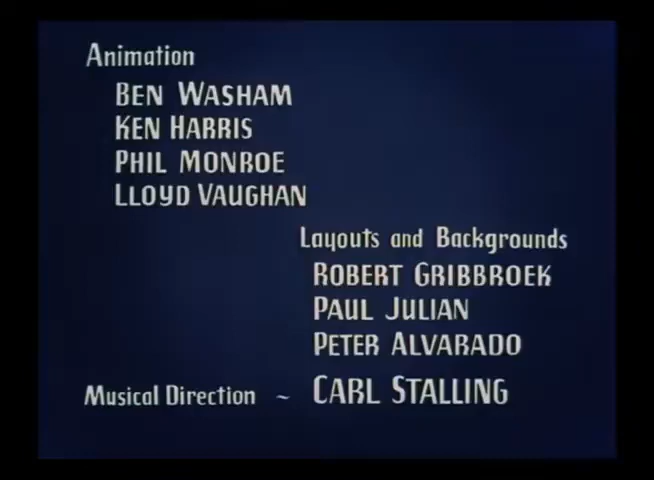 Animation
BEN WASHAM
KEN HARRIS
PHIL MONROE
LLOYD VAUGHAN
Layouts and Backgrounds
ROBERT GRIBBROEK
PAUL JULIAN
PETER ALVARADO
Musical Direction ~ CARL STALLING